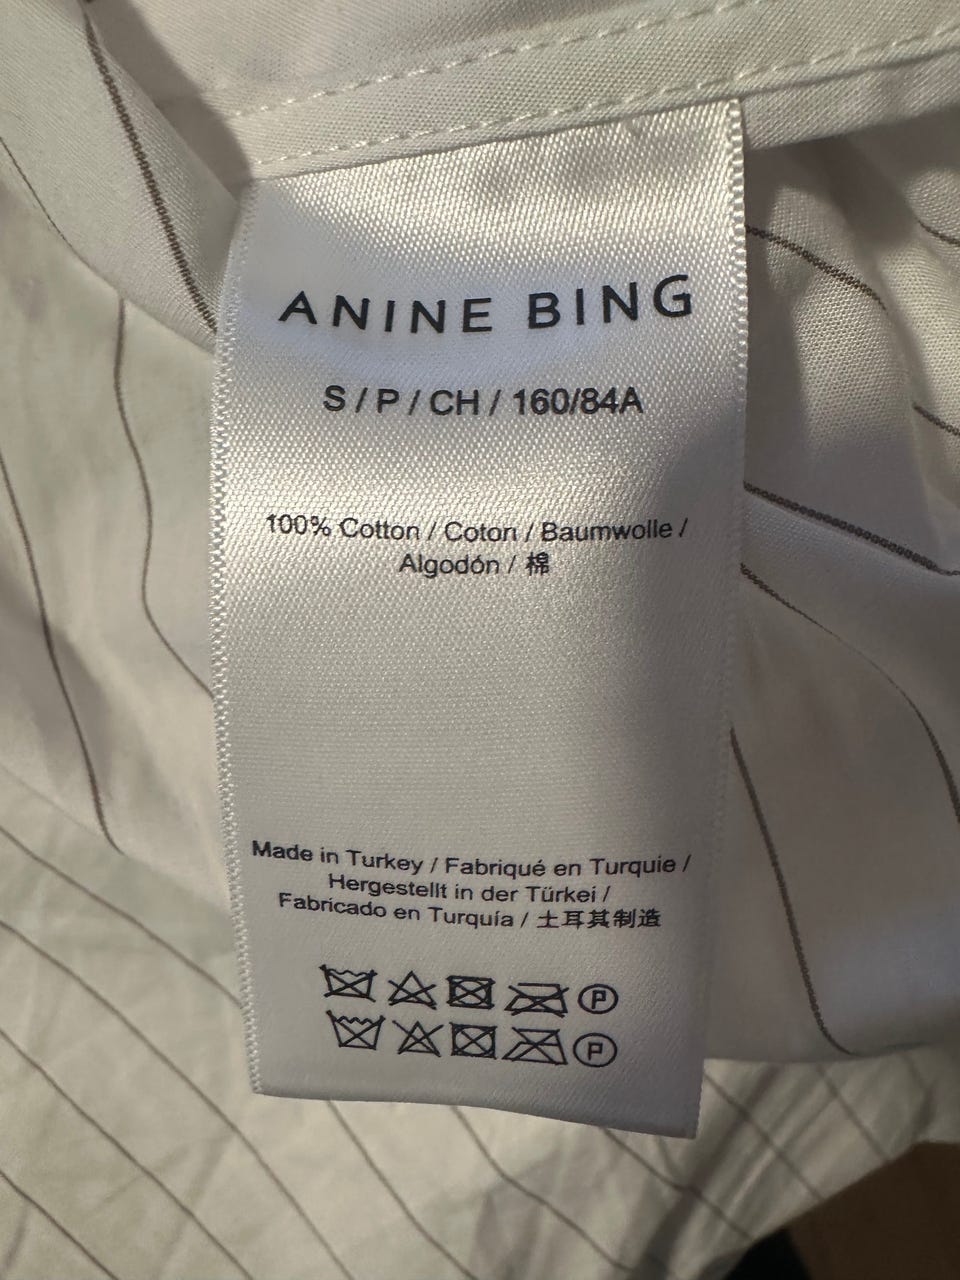 ANINE BING
S / P / CH / 160/84A
100% Cotton / Coton / Baumwolle /
Algodón / 棉
Made in Turkey / Fabriqué en Turquie /
Hergestellt in der Türkei /
Fabricado en Turquía / 土耳其制造
P
P